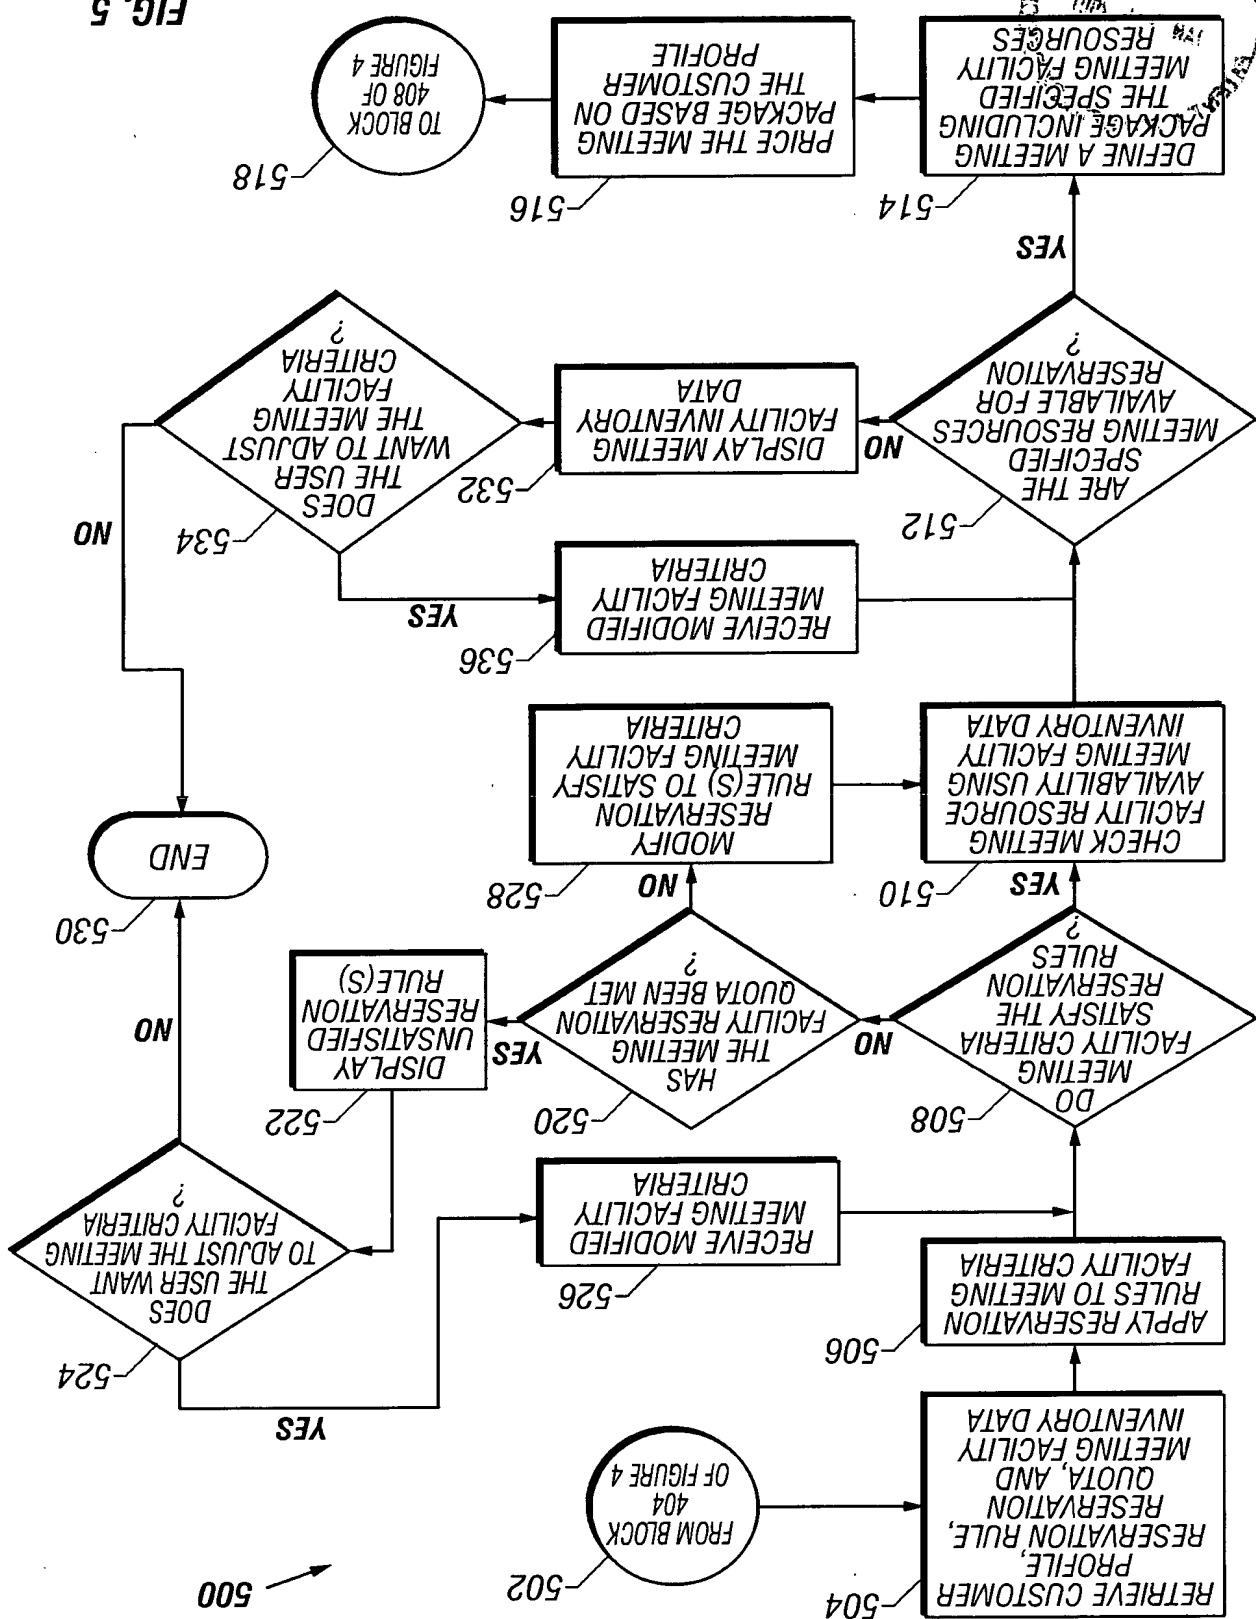 500
502
FROM BLOCK
404
OF FIGURE 4
504
RETRIEVE CUSTOMER
PROFILE,
RESERVATION RULE,
RESERVATION
QUOTA, AND
MEETING FACILITY
INVENTORY DATA
506
APPLY RESERVATION
RULES TO MEETING
FACILITY CRITERIA
508
DO
MEETING
FACILITY CRITERIA
SATISFY THE
RESERVATION
RULES
?
YES
NO
510
CHECK MEETING
FACILITY RESOURCE
AVAILABILITY USING
MEETING FACILITY
INVENTORY DATA
512
ARE THE
SPECIFIED
MEETING RESOURCES
AVAILABLE FOR
RESERVATION
?
YES
NO
514
DEFINE A MEETING
PACKAGE INCLUDING
THE SPECIFIED
MEETING FACILITY
RESOURCES
516
PRICE THE MEETING
PACKAGE BASED ON
THE CUSTOMER
PROFILE
518
TO BLOCK
408 OF
FIGURE 4
520
HAS
THE MEETING
FACILITY RESERVATION
QUOTA BEEN MET
?
YES
NO
522
DISPLAY
UNSATISFIED
RESERVATION
RULE(S)
524
DOES
THE USER WANT
TO ADJUST THE MEETING
FACILITY CRITERIA
?
YES
NO
526
RECEIVE MODIFIED
MEETING FACILITY
CRITERIA
528
MODIFY
RESERVATION
RULE(S) TO SATISFY
MEETING FACILITY
CRITERIA
530
END
532
DISPLAY MEETING
FACILITY INVENTORY
DATA
534
DOES
THE USER
WANT TO ADJUST
THE MEETING
FACILITY
CRITERIA
?
YES
NO
536
RECEIVE MODIFIED
MEETING FACILITY
CRITERIA
FIG. 5